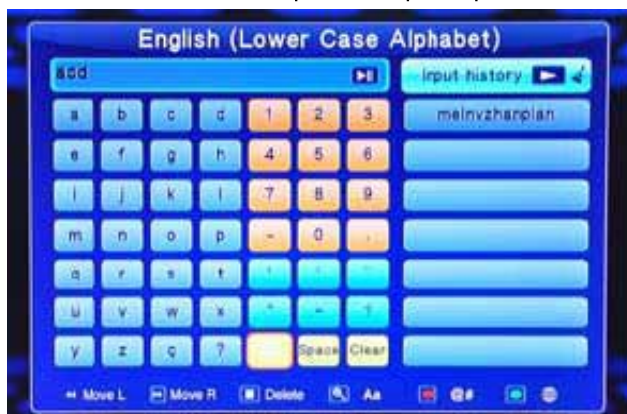 English (Lower Case Alphabet)
add
input history
a b c d 1 2 3
meinvzhanpian
e f g h 4 5 6
i j k l 7 8 9
m n o p - 0 .
q r s t
u v w x
y z ç ? Space Clear
Move L Move R Delete Aa @#